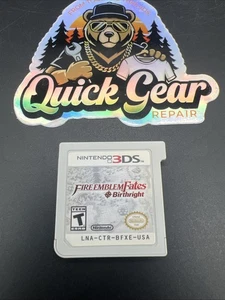 Quick Gear
REPAIR
NINTENDO 3DS
FIRE EMBLEM Fates
Birthright
T
Nintendo
LNA-CTR-BFXE-USA